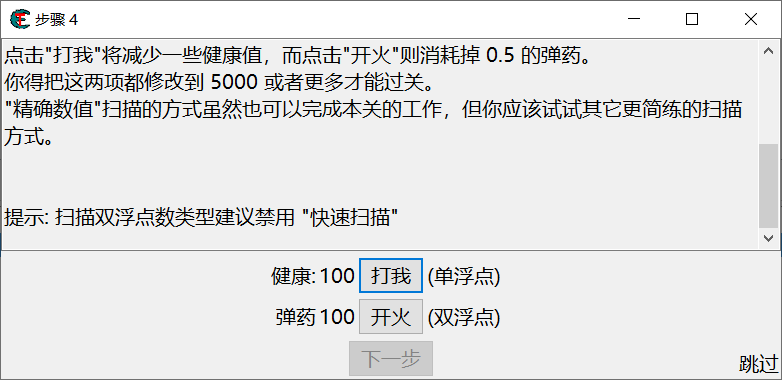 步骤 4
点击"打我"将减少一些健康值，而点击"开火"则消耗掉 0.5 的弹药。
你得把这两项都修改到 5000 或者更多才能过关。
"精确数值"扫描的方式虽然也可以完成本关的工作，但你应该试试其它更简练的扫描
方式。
提示: 扫描双浮点数类型建议禁用 "快速扫描"
健康: 100 打我 (单浮点)
弹药 100 开火 (双浮点)
下一步
跳过